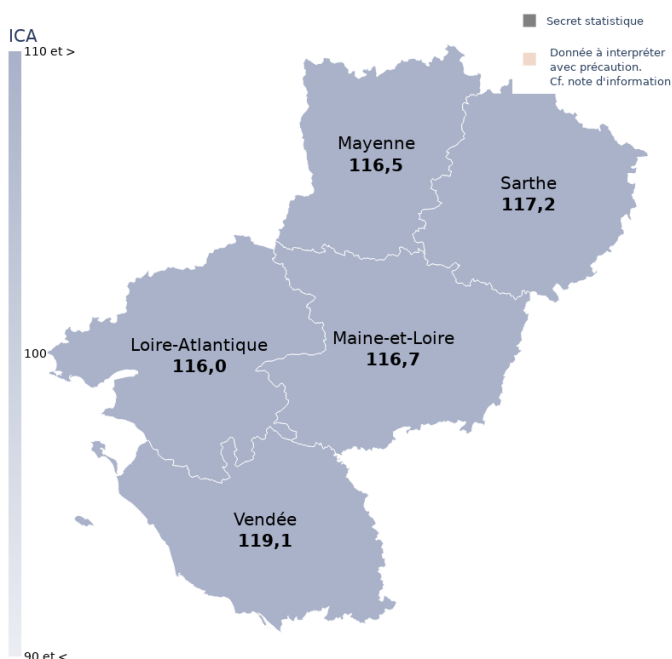 Secret statistique
ICA
110 et >
Donnée à interpréter
avec précaution.
Cf. note d'information
Mayenne
116,5
Sarthe
117,2
Loire-Atlantique
116,0
Maine-et-Loire
116,7
100
Vendée
119,1
90 et <